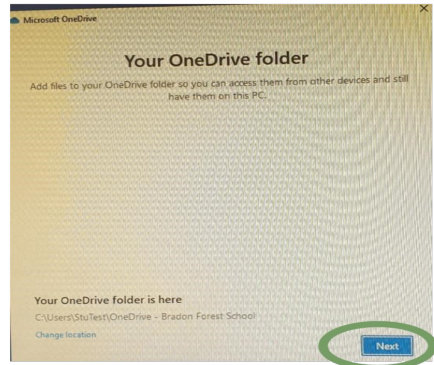 Microsoft OneDrive
Your OneDrive folder
Add files to your OneDrive folder so you can access them from other devices and still
have them on this PC.
Your OneDrive folder is here
C:\Users\StuTest\OneDrive - Bradon Forest School
Change location
Next